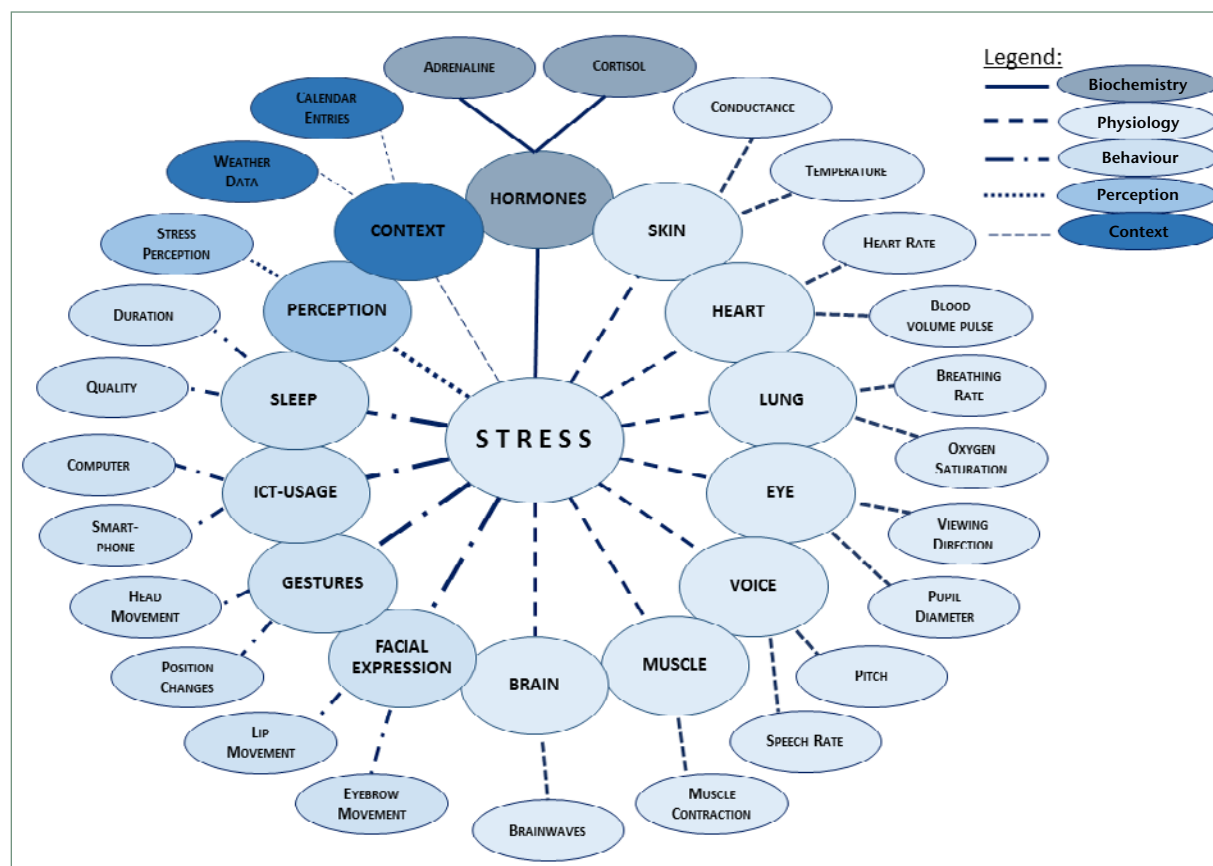 Legend:
Biochemistry
Physiology
Behaviour
Perception
Context
ADRENALINE
CORTISOL
CALENDAR
ENTRIES
CONDUCTANCE
WEATHER
DATA
TEMPERATURE
HORMONES
CONTEXT
SKIN
STRESS
PERCEPTION
HEART RATE
PERCEPTION
HEART
DURATION
BLOOD
VOLUME PULSE
QUALITY
SLEEP
LUNG
BREATHING
RATE
STRESS
COMPUTER
OXYGEN
SATURATION
ICT-USAGE
EYE
SMART-
PHONE
VIEWING
DIRECTION
GESTURES
VOICE
HEAD
MOVEMENT
PUPIL
DIAMETER
FACIAL
EXPRESSION
MUSCLE
BRAIN
POSITION
CHANGES
PITCH
LIP
MOVEMENT
SPEECH RATE
EYEBROW
MOVEMENT
MUSCLE
CONTRACTION
BRAINWAVES